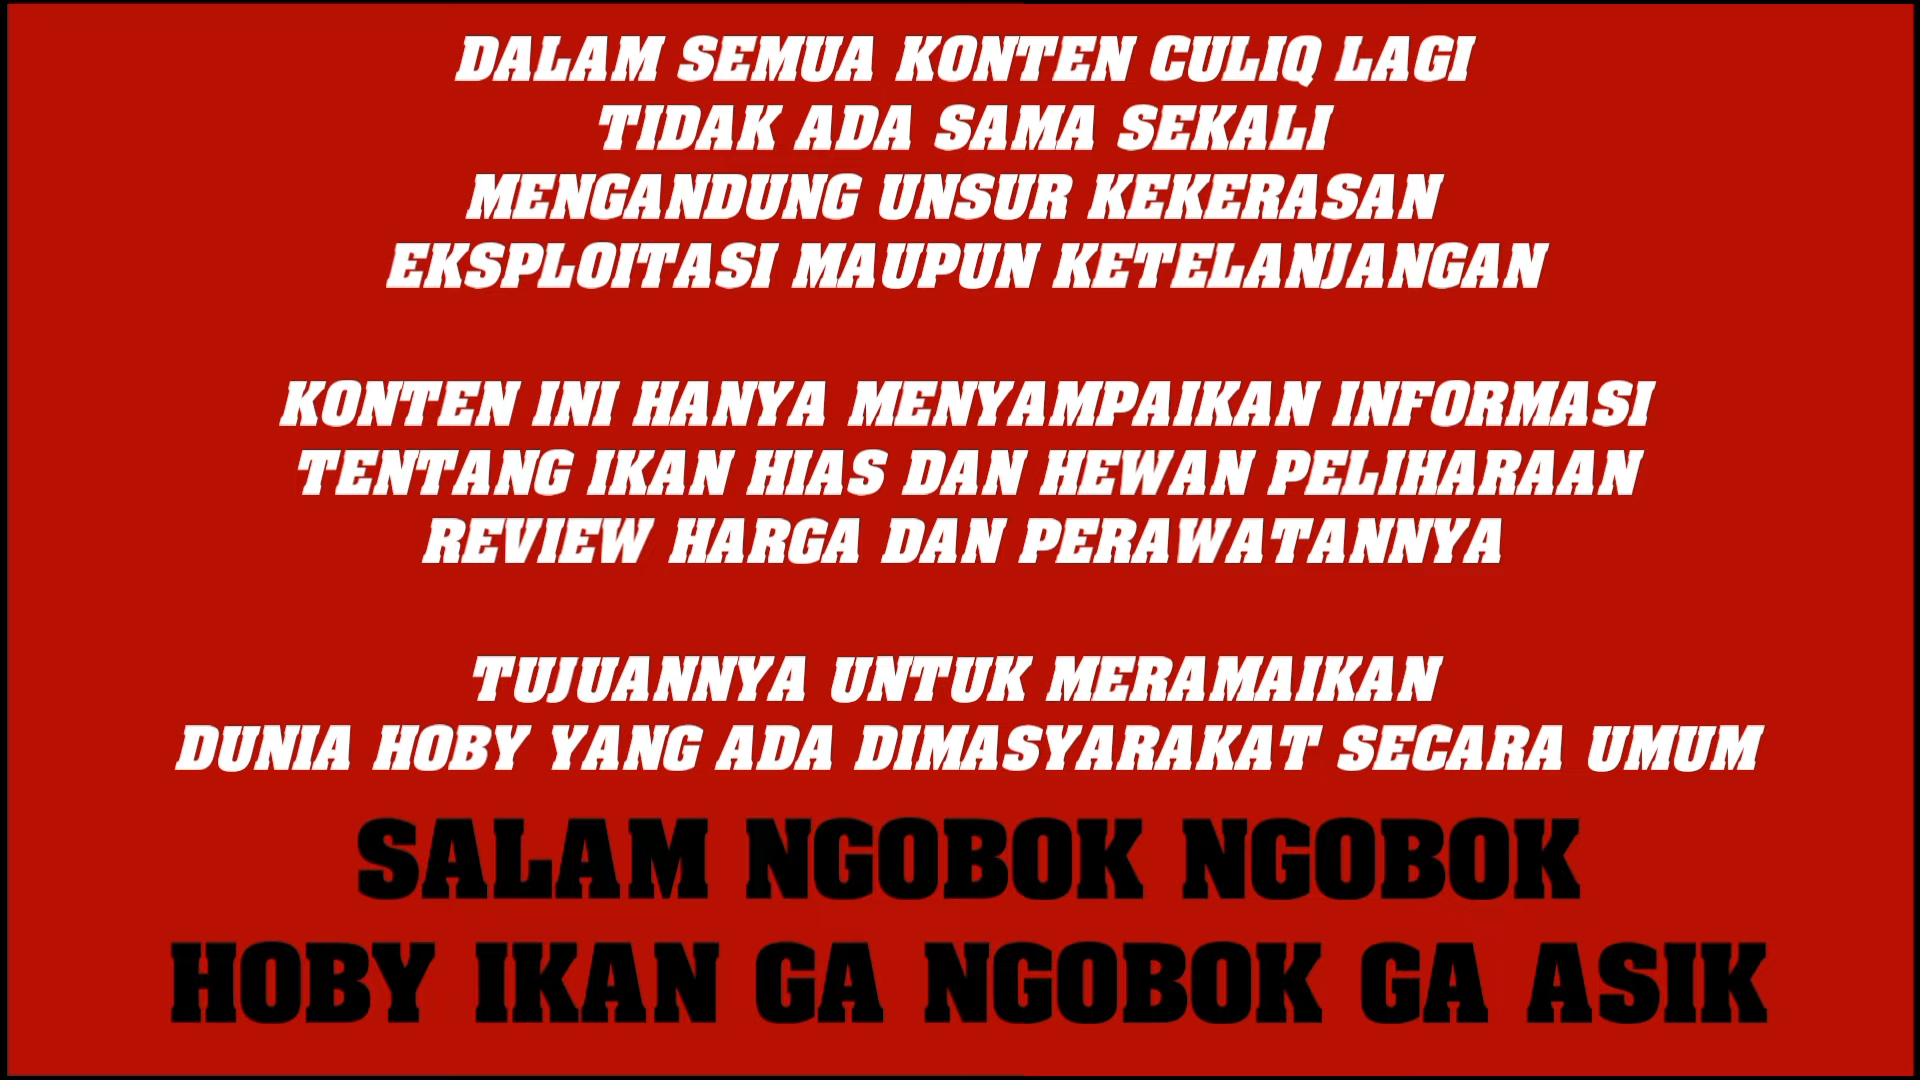 DALAM SEMUA KONTEN CULIQ LAGI
TIDAK ADA SAMA SEKALI
MENGANDUNG UNSUR KEKERASAN
EKSPLOITASI MAUPUN KETELANJANGAN
KONTEN INI HANYA MENYAMPAIKAN INFORMASI
TENTANG IKAN HIAS DAN HEWAN PELIHARAAN
REVIEW HARGA DAN PERAWATANNYA
TUJUANNYA UNTUK MERAMAIKAN
DUNIA HOBY YANG ADA DIMASYARAKAT SECARA UMUM
SALAM NGOBOK NGOBOK
HOBY IKAN GA NGOBOK GA ASIK